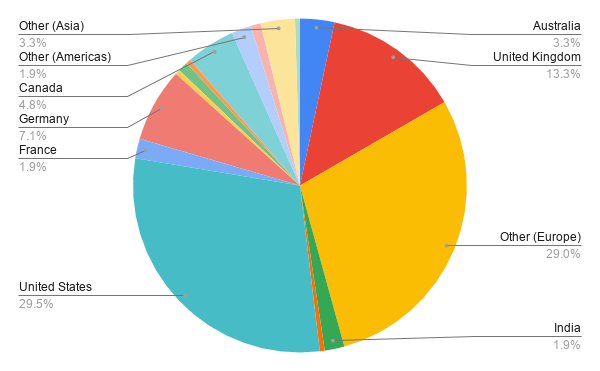 Other (Asia)
3.3%
Other (Americas)
1.9%
Canada
4.8%
Germany
7.1%
France
1.9%
United States
29.5%
Australia
3.3%
United Kingdom
13.3%
Other (Europe)
29.0%
India
1.9%